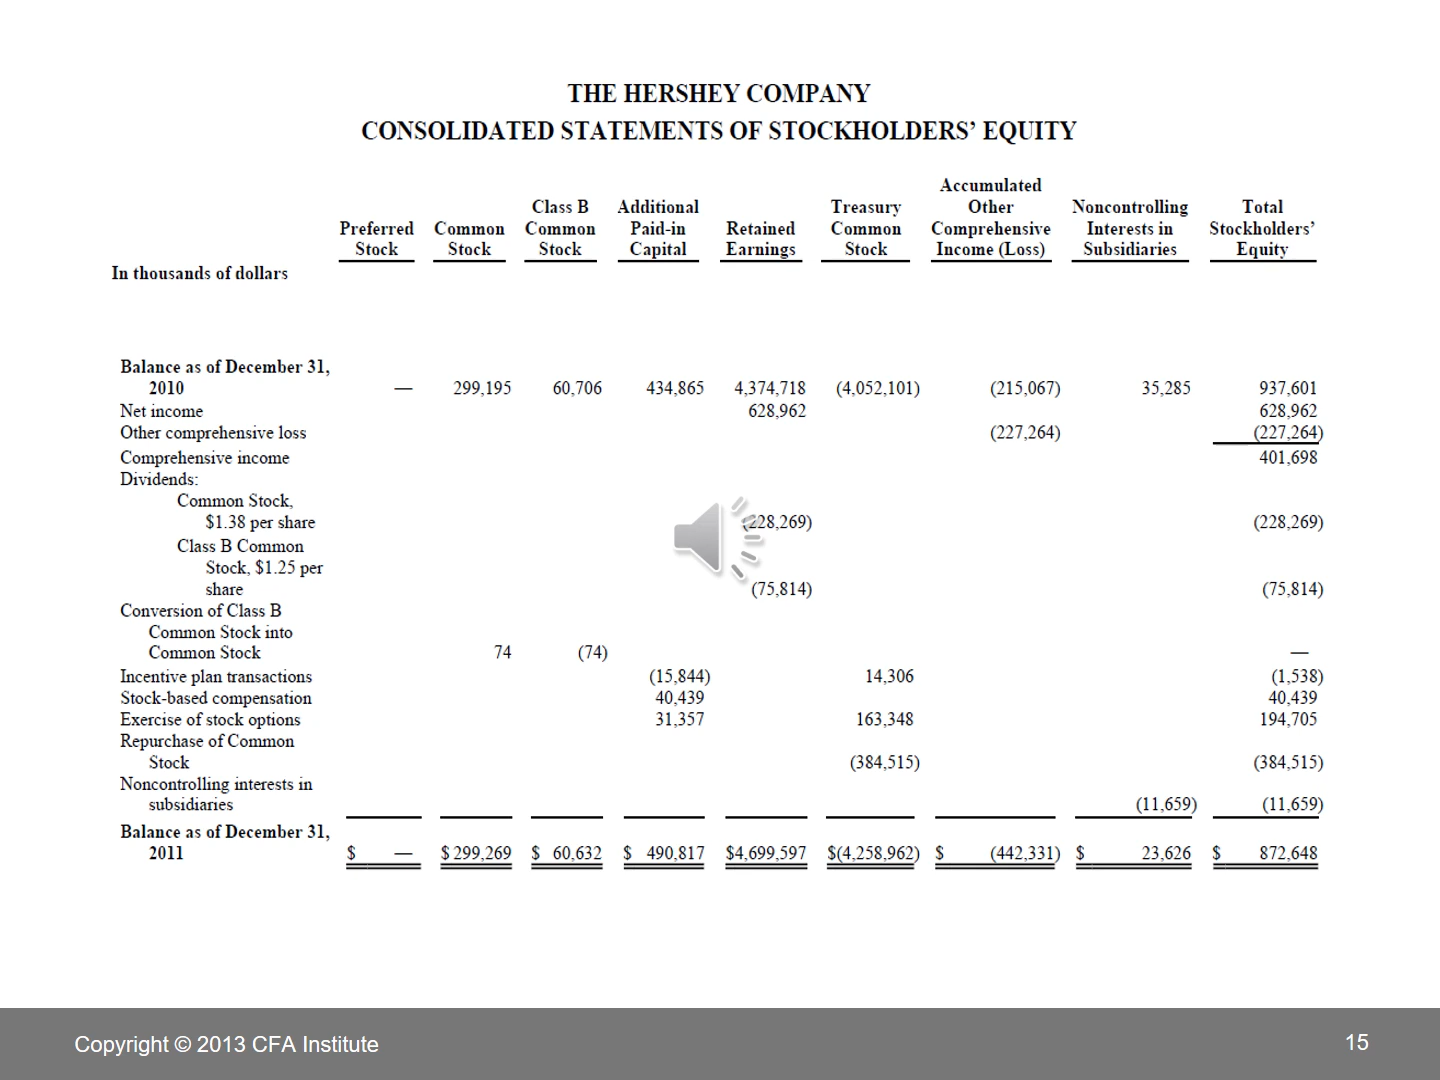 THE HERSHEY COMPANY
CONSOLIDATED STATEMENTS OF STOCKHOLDERS’ EQUITY
Accumulated
Class B Additional Treasury Other Noncontrolling Total
Preferred Common Common Paid-in Retained Common Comprehensive Interests in Stockholders’
Stock Stock Stock Capital Earnings Stock Income (Loss) Subsidiaries Equity
In thousands of dollars
Balance as of December 31,
2010 — 299,195 60,706 434,865 4,374,718 (4,052,101) (215,067) 35,285 937,601
Net income 628,962 628,962
Other comprehensive loss (227,264) (227,264)
Comprehensive income 401,698
Dividends:
Common Stock,
$1.38 per share (228,269) (228,269)
Class B Common
Stock, $1.25 per
share (75,814) (75,814)
Conversion of Class B
Common Stock into
Common Stock 74 (74) —
Incentive plan transactions (15,844) 14,306 (1,538)
Stock-based compensation 40,439 40,439
Exercise of stock options 31,357 163,348 194,705
Repurchase of Common
Stock (384,515) (384,515)
Noncontrolling interests in
subsidiaries (11,659) (11,659)
Balance as of December 31,
2011 $ — $ 299,269 $ 60,632 $ 490,817 $4,699,597 $(4,258,962) $ (442,331) $ 23,626 $ 872,648
Copyright © 2013 CFA Institute 15